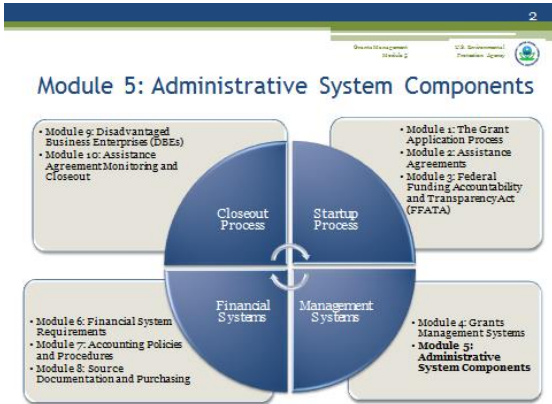 2
Grants Management
Module 5
U.S. Environmental
Protection Agency
Module 5: Administrative System Components
• Module 9: Disadvantaged
Business Enterprises (DBEs)
• Module 10: Assistance
Agreement Monitoring and
Closeout
• Module 1: The Grant
Application Process
• Module 2: Assistance
Agreements
• Module 3: Federal
Funding Accountability
and Transparency Act
(FFATA)
Closeout
Process
Startup
Process
Financial
Systems
Management
Systems
• Module 6: Financial System
Requirements
• Module 7: Accounting Policies
and Procedures
• Module 8: Source
Documentation and Purchasing
• Module 4: Grants
Management Systems
• Module 5:
Administrative
System Components